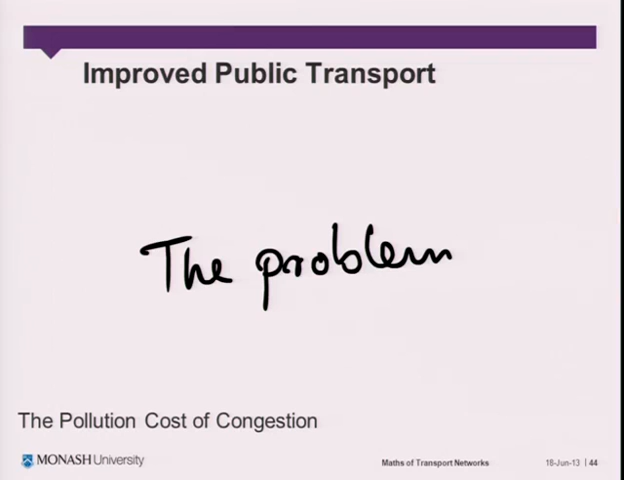 Improved Public Transport
The problem
The Pollution Cost of Congestion
MONASH University
Maths of Transport Networks
18-Jun-13 | 44